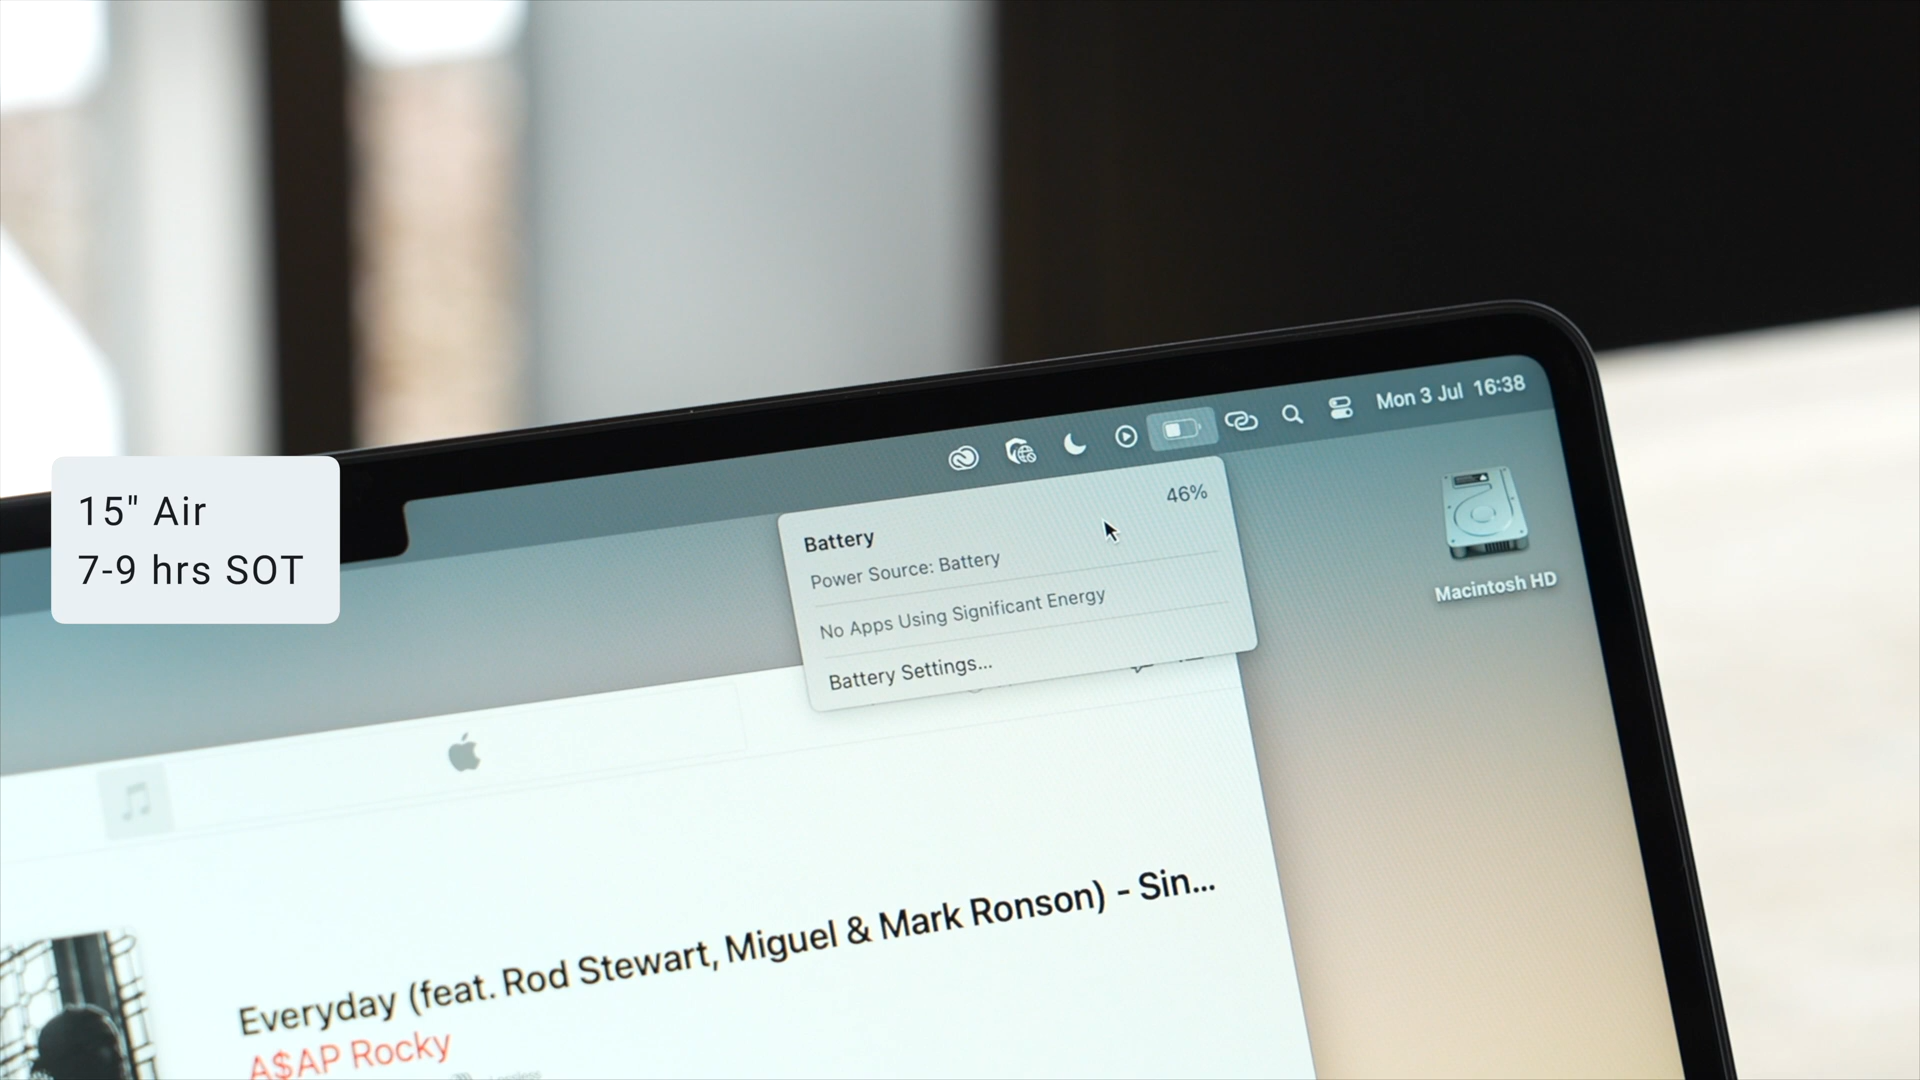 Mon 3 Jul 16:38
46%
Battery
Power Source: Battery
No Apps Using Significant Energy
Battery Settings...
Macintosh HD
15" Air
7-9 hrs SOT
Everyday (feat. Rod Stewart, Miguel & Mark Ronson) - Sin...
A$AP Rocky